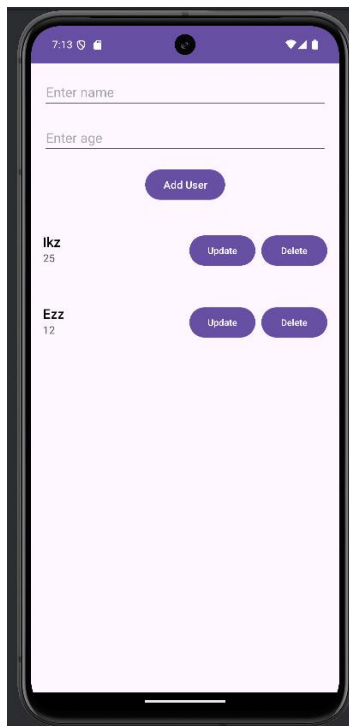 7:13
Enter name
Enter age
Add User
Ikz
25
Update Delete
Ezz
12
Update Delete